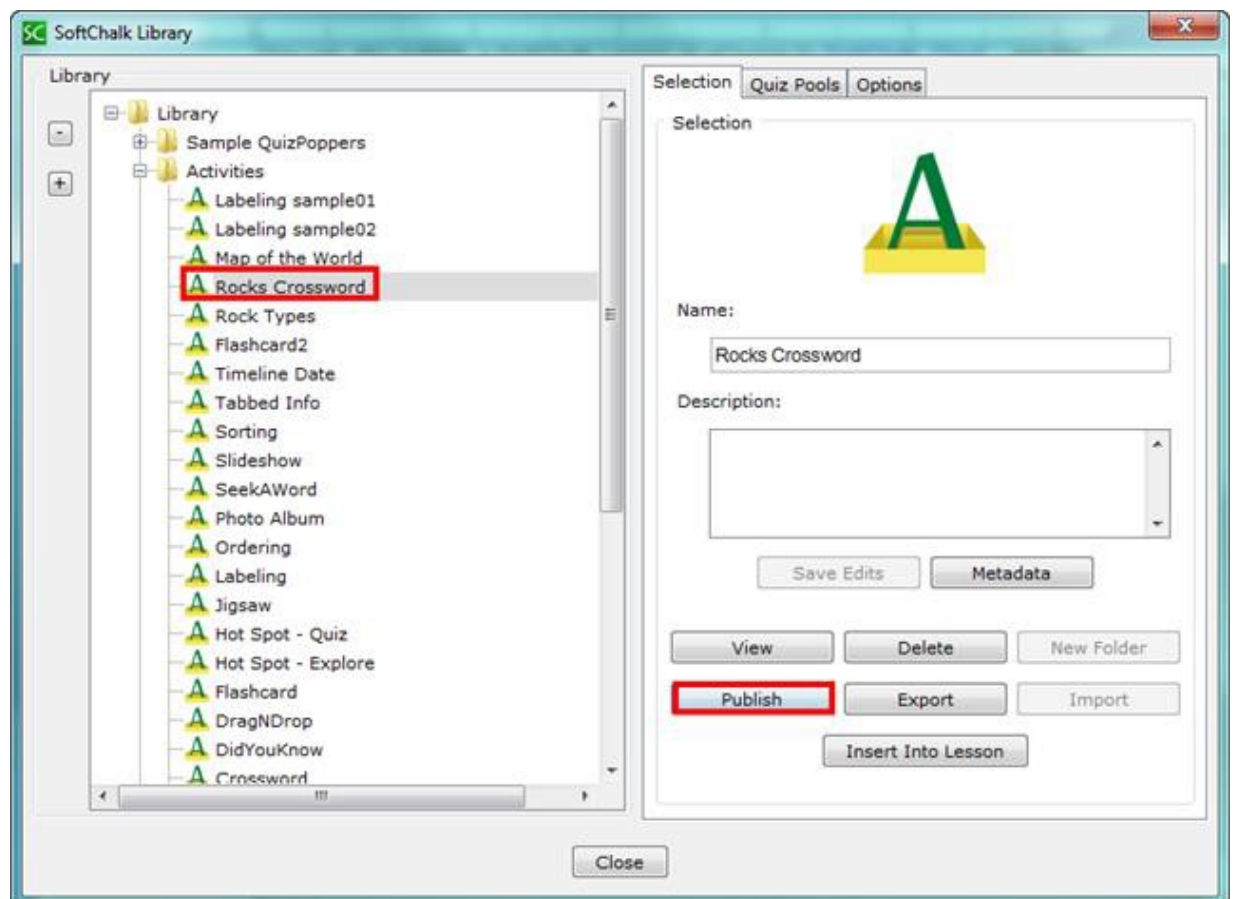 SC SoftChalk Library
Library
Library
Sample QuizPoppers
Activities
A Labeling sample01
A Labeling sample02
A Map of the World
A Rocks Crossword
A Rock Types
A Flashcard2
A Timeline Date
A Tabbed Info
A Sorting
A Slideshow
A SeekAWord
A Photo Album
A Ordering
A Labeling
A Jigsaw
A Hot Spot - Quiz
A Hot Spot - Explore
A Flashcard
A DragNDrop
A DidYouKnow
A Crossword
Selection Quiz Pools Options
Selection
A
Name:
Rocks Crossword
Description:
Save Edits Metadata
View Delete New Folder
Publish Export Import
Insert Into Lesson
Close